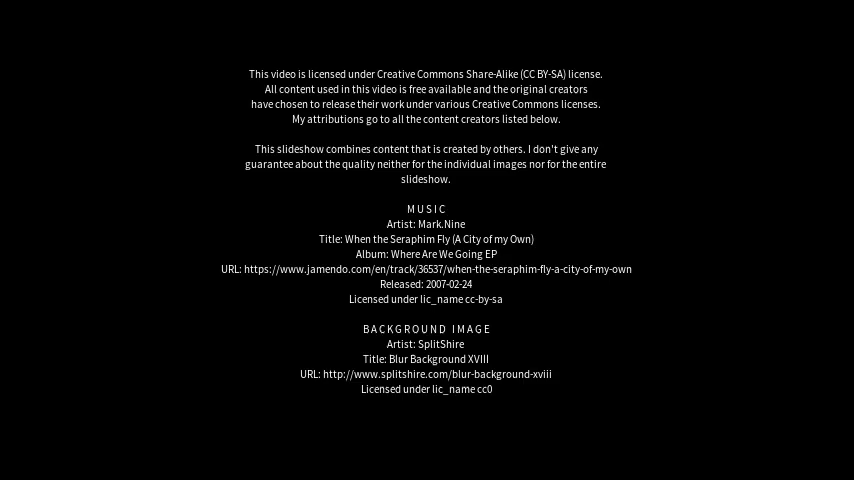 This video is licensed under Creative Commons Share-Alike (CC BY-SA) license.
All content used in this video is free available and the original creators
have chosen to release their work under various Creative Commons licenses.
My attributions go to all the content creators listed below.
This slideshow combines content that is created by others. I don't give any
guarantee about the quality neither for the individual images nor for the entire
slideshow.
MUSIC
Artist: Mark.Nine
Title: When the Seraphim Fly (A City of my Own)
Album: Where Are We Going EP
URL: https://www.jamendo.com/en/track/36537/when-the-seraphim-fly-a-city-of-my-own
Released: 2007-02-24
Licensed under lic_name cc-by-sa
BACKGROUND IMAGE
Artist: SplitShire
Title: Blur Background XVIII
URL: http://www.splitshire.com/blur-background-xviii
Licensed under lic_name cc0